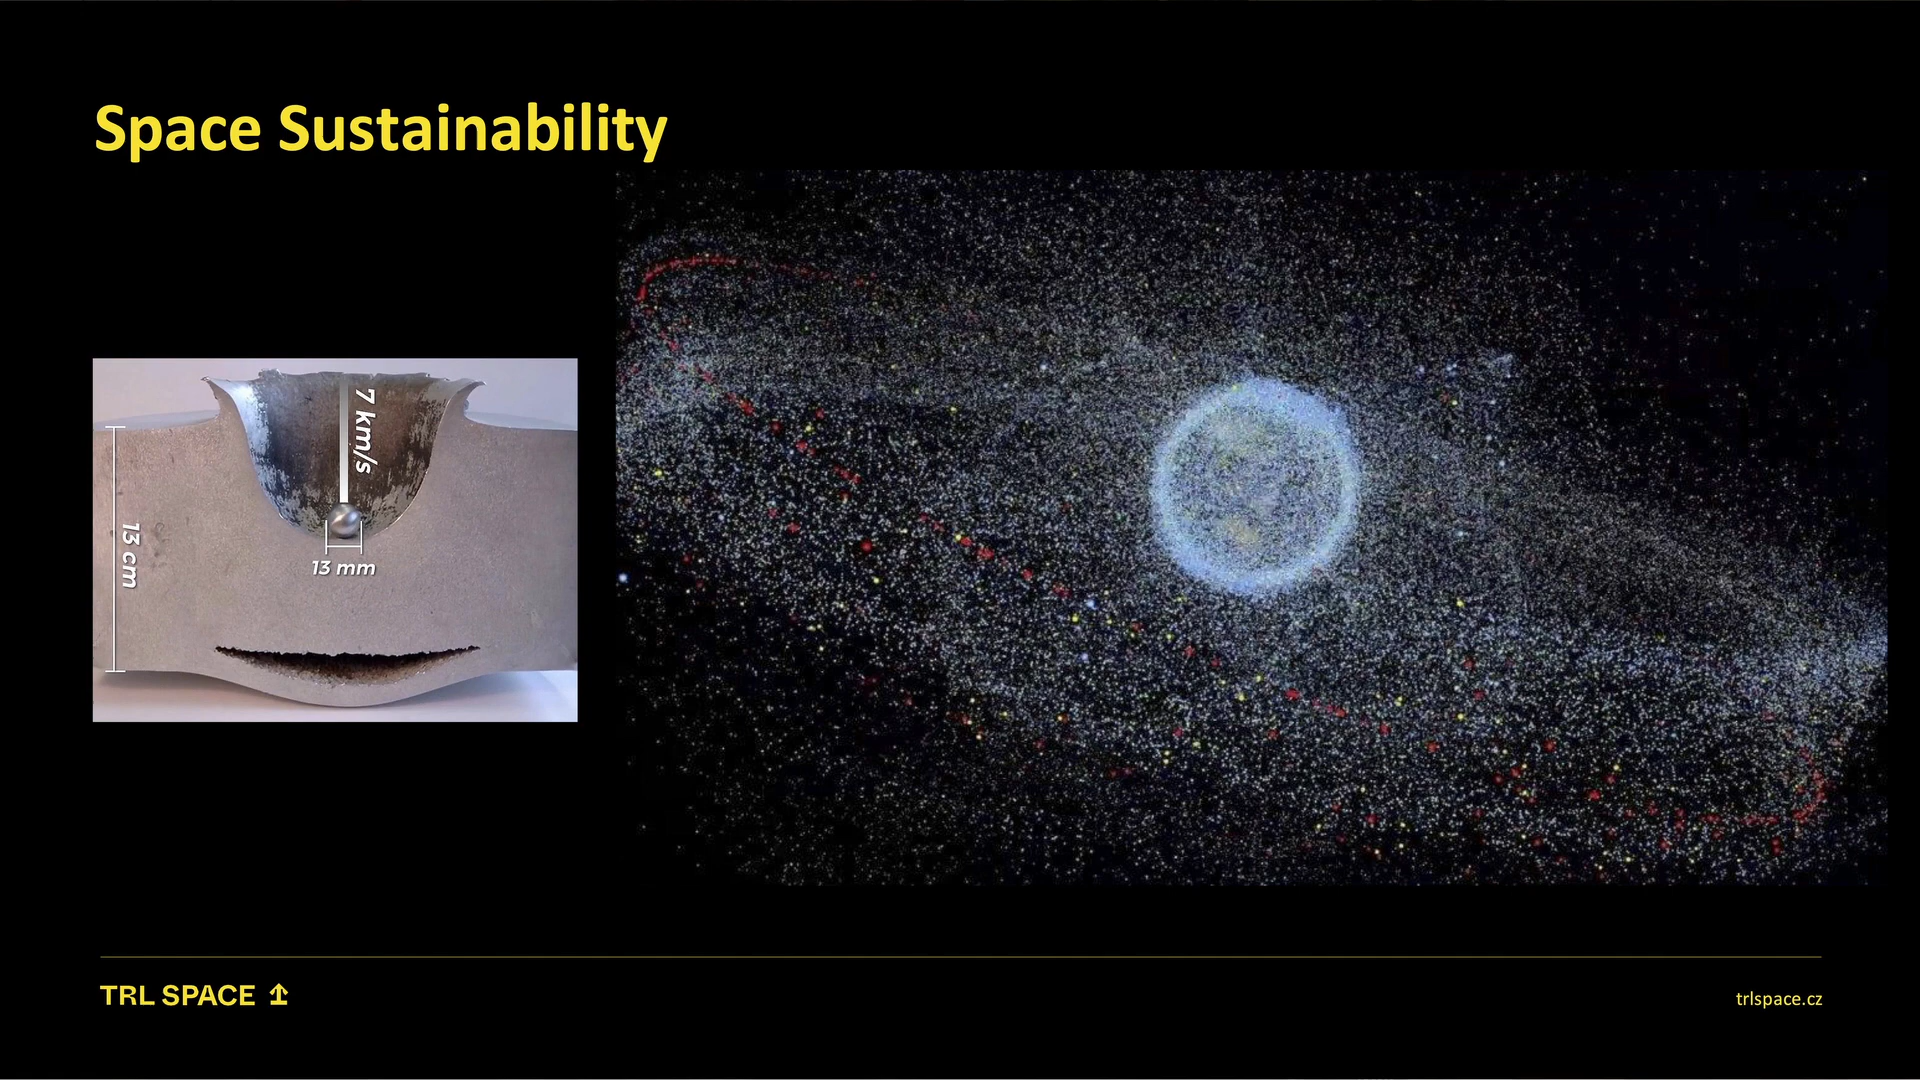 Space Sustainability
7 km/s
13 cm
13 mm
TRL SPACE
trlspace.cz